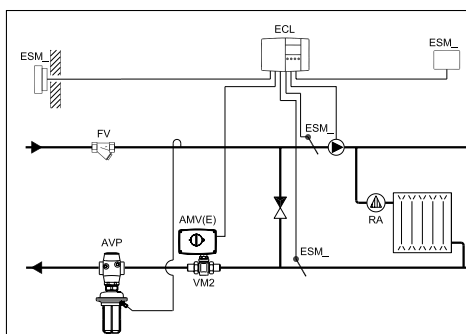 ECL
ESM_
ESM_
FV
ESM_
AMV(E)
RA
AVP
ESM_
VM2